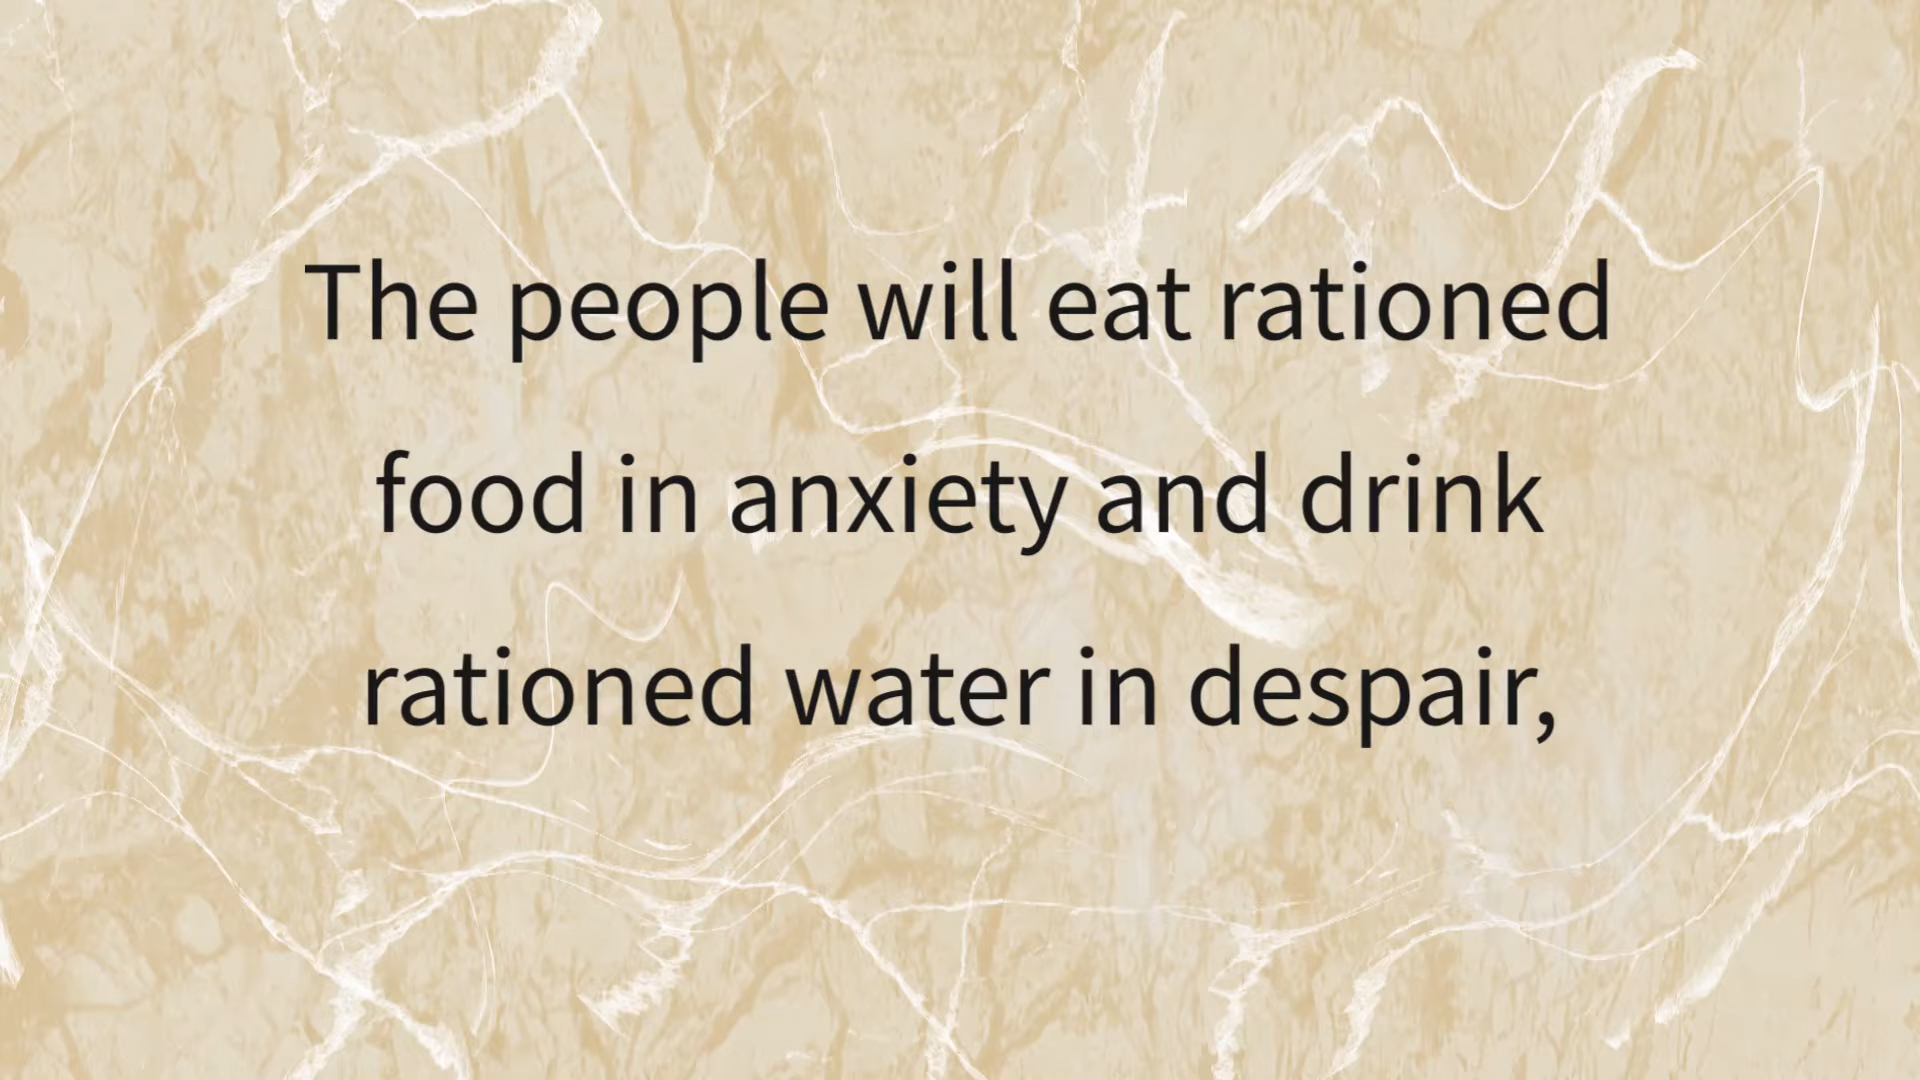 The people will eat rationed
food in anxiety and drink
rationed water in despair,